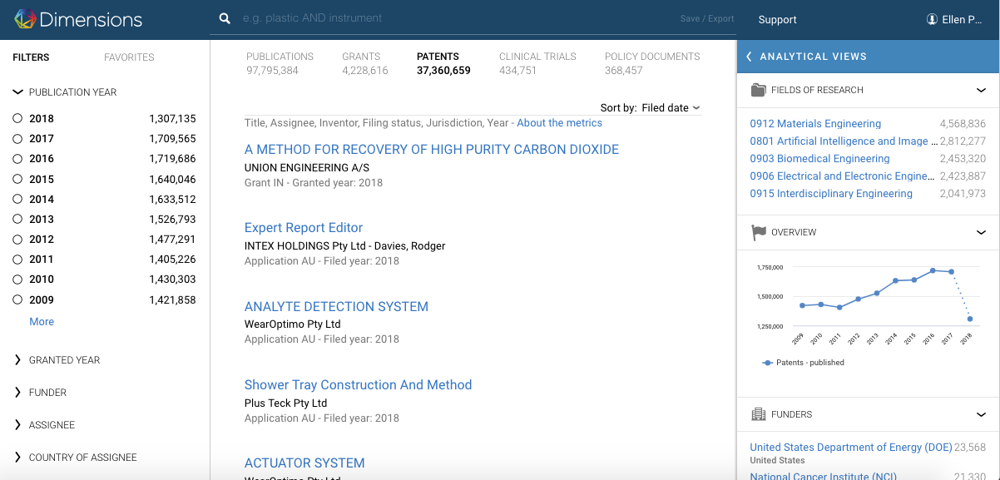 Dimensions
e.g. plastic AND instrument
Save / Export
Support
Ellen P...
FILTERS
FAVORITES
PUBLICATION YEAR
2018 1,307,135
2017 1,709,565
2016 1,719,686
2015 1,640,046
2014 1,633,512
2013 1,526,793
2012 1,477,291
2011 1,405,226
2010 1,430,303
2009 1,421,858
More
GRANTED YEAR
FUNDER
ASSIGNEE
COUNTRY OF ASSIGNEE
PUBLICATIONS GRANTS PATENTS CLINICAL TRIALS POLICY DOCUMENTS
97,795,384 4,228,616 37,360,659 434,751 368,457
Sort by: Filed date
Title, Assignee, Inventor, Filing status, Jurisdiction, Year - About the metrics
A METHOD FOR RECOVERY OF HIGH PURITY CARBON DIOXIDE
UNION ENGINEERING A/S
Grant IN - Granted year: 2018
Expert Report Editor
INTEX HOLDINGS Pty Ltd - Davies, Rodger
Application AU - Filed year: 2018
ANALYTE DETECTION SYSTEM
WearOptimo Pty Ltd
Application AU - Filed year: 2018
Shower Tray Construction And Method
Plus Teck Pty Ltd
Application AU - Filed year: 2018
ACTUATOR SYSTEM
WearOptimo Pty Ltd
ANALYTICAL VIEWS
FIELDS OF RESEARCH
0912 Materials Engineering 4,568,836
0801 Artificial Intelligence and Image ... 2,812,277
0903 Biomedical Engineering 2,453,320
0906 Electrical and Electronic Engine... 2,423,887
0915 Interdisciplinary Engineering 2,041,973
OVERVIEW
1,750,000
1,500,000
1,250,000
2009 2010 2011 2012 2013 2014 2015 2016 2017 2018
Patents - published
FUNDERS
United States Department of Energy (DOE) 23,568
United States
National Cancer Institute (NCI) 21,330